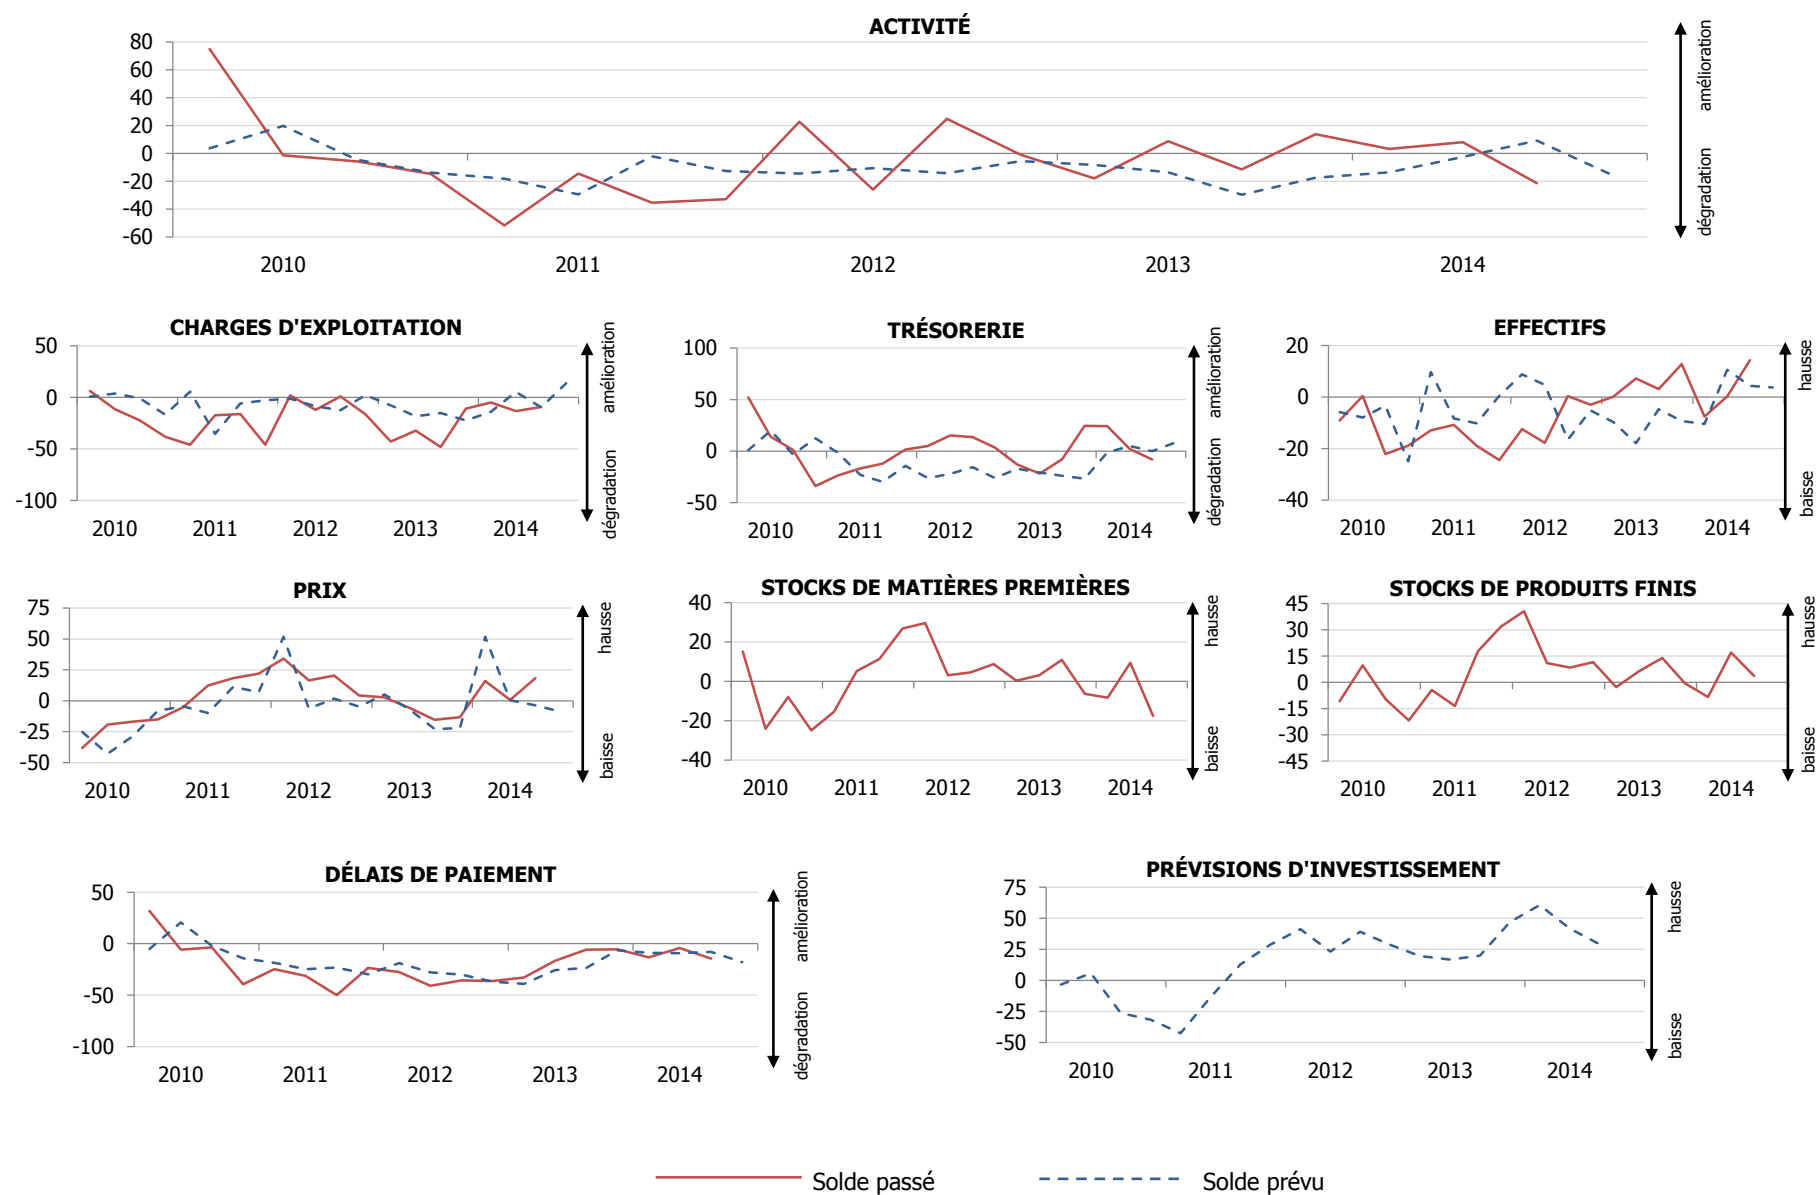 ACTIVITÉ
80
60
40
20
0
-20
-40
-60
2010 2011 2012 2013 2014
amélioration
dégradation
CHARGES D'EXPLOITATION
50
0
-50
-100
2010 2011 2012 2013 2014
amélioration
dégradation
TRÉSORERIE
100
50
0
-50
2010 2011 2012 2013 2014
amélioration
dégradation
EFFECTIFS
20
0
-20
-40
2010 2011 2012 2013 2014
hausse
baisse
PRIX
75
50
25
0
-25
-50
2010 2011 2012 2013 2014
hausse
baisse
STOCKS DE MATIÈRES PREMIÈRES
40
20
0
-20
-40
2010 2011 2012 2013 2014
hausse
baisse
STOCKS DE PRODUITS FINIS
45
30
15
0
-15
-30
-45
2010 2011 2012 2013 2014
hausse
baisse
DÉLAIS DE PAIEMENT
50
0
-50
-100
2010 2011 2012 2013 2014
amélioration
dégradation
PRÉVISIONS D'INVESTISSEMENT
75
50
25
0
-25
-50
2010 2011 2012 2013 2014
hausse
baisse
Solde passé Solde prévu